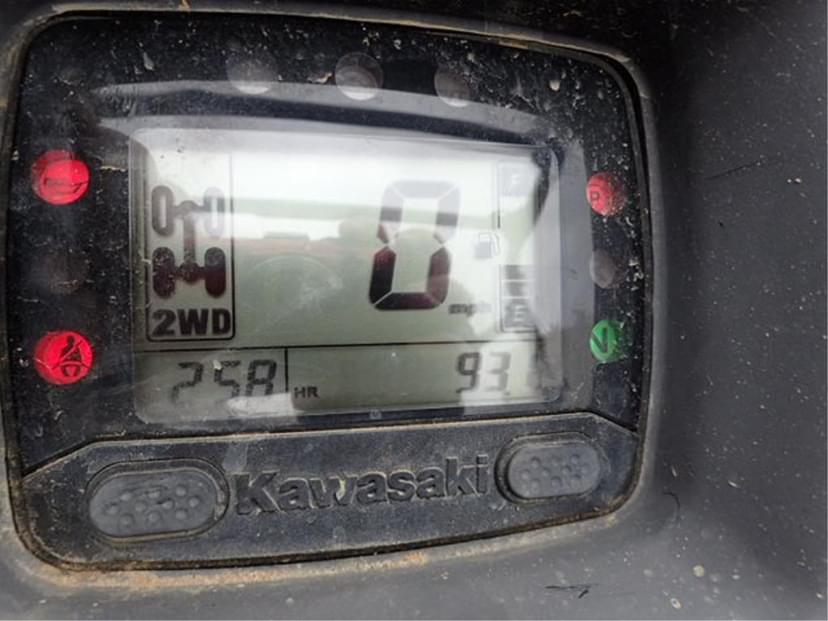 F
P
0
mph
E
N
2WD
258 HR 93.
Kawasaki